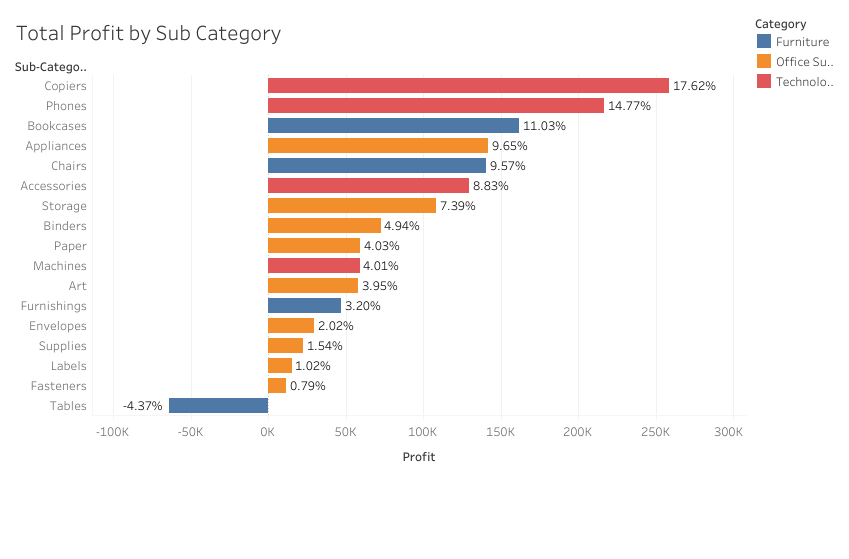 Total Profit by Sub Category
Category
Furniture
Office Su..
Technolo..
Sub-Catego..
Copiers 17.62%
Phones 14.77%
Bookcases 11.03%
Appliances 9.65%
Chairs 9.57%
Accessories 8.83%
Storage 7.39%
Binders 4.94%
Paper 4.03%
Machines 4.01%
Art 3.95%
Furnishings 3.20%
Envelopes 2.02%
Supplies 1.54%
Labels 1.02%
Fasteners 0.79%
Tables -4.37%
-100K -50K 0K 50K 100K 150K 200K 250K 300K
Profit